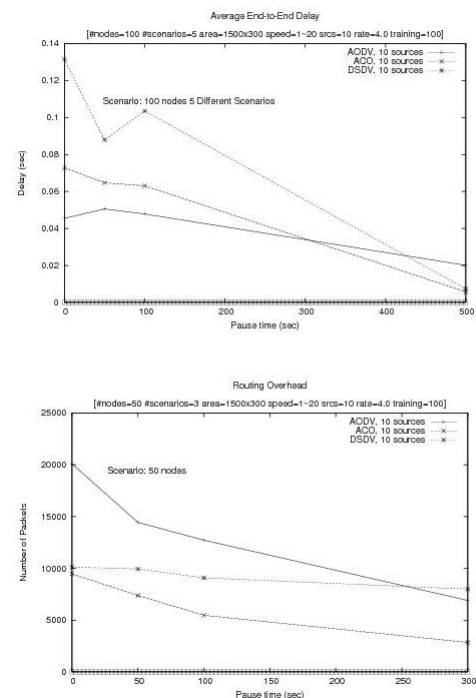 Average End-to-End Delay
[#nodes=100 #scenarios=5 area=1500x300 speed=1~20 srcs=10 rate=4.0 training=100]
0.14
0.12
0.1
0.08
0.06
0.04
0.02
0
Delay (sec)
AODV, 10 sources
ACO, 10 sources
DSDV, 10 sources
Scenario: 100 nodes 5 Different Scenarios
0 100 200 300 400 500
Pause time (sec)
Routing Overhead
[#nodes=50 #scenarios=3 area=1500x300 speed=1~20 srcs=10 rate=4.0 training=100]
25000
20000
15000
10000
5000
0
Number of Packets
AODV, 10 sources
ACO, 10 sources
DSDV, 10 sources
Scenario: 50 nodes
0 50 100 150 200 250 300
Pause time (sec)